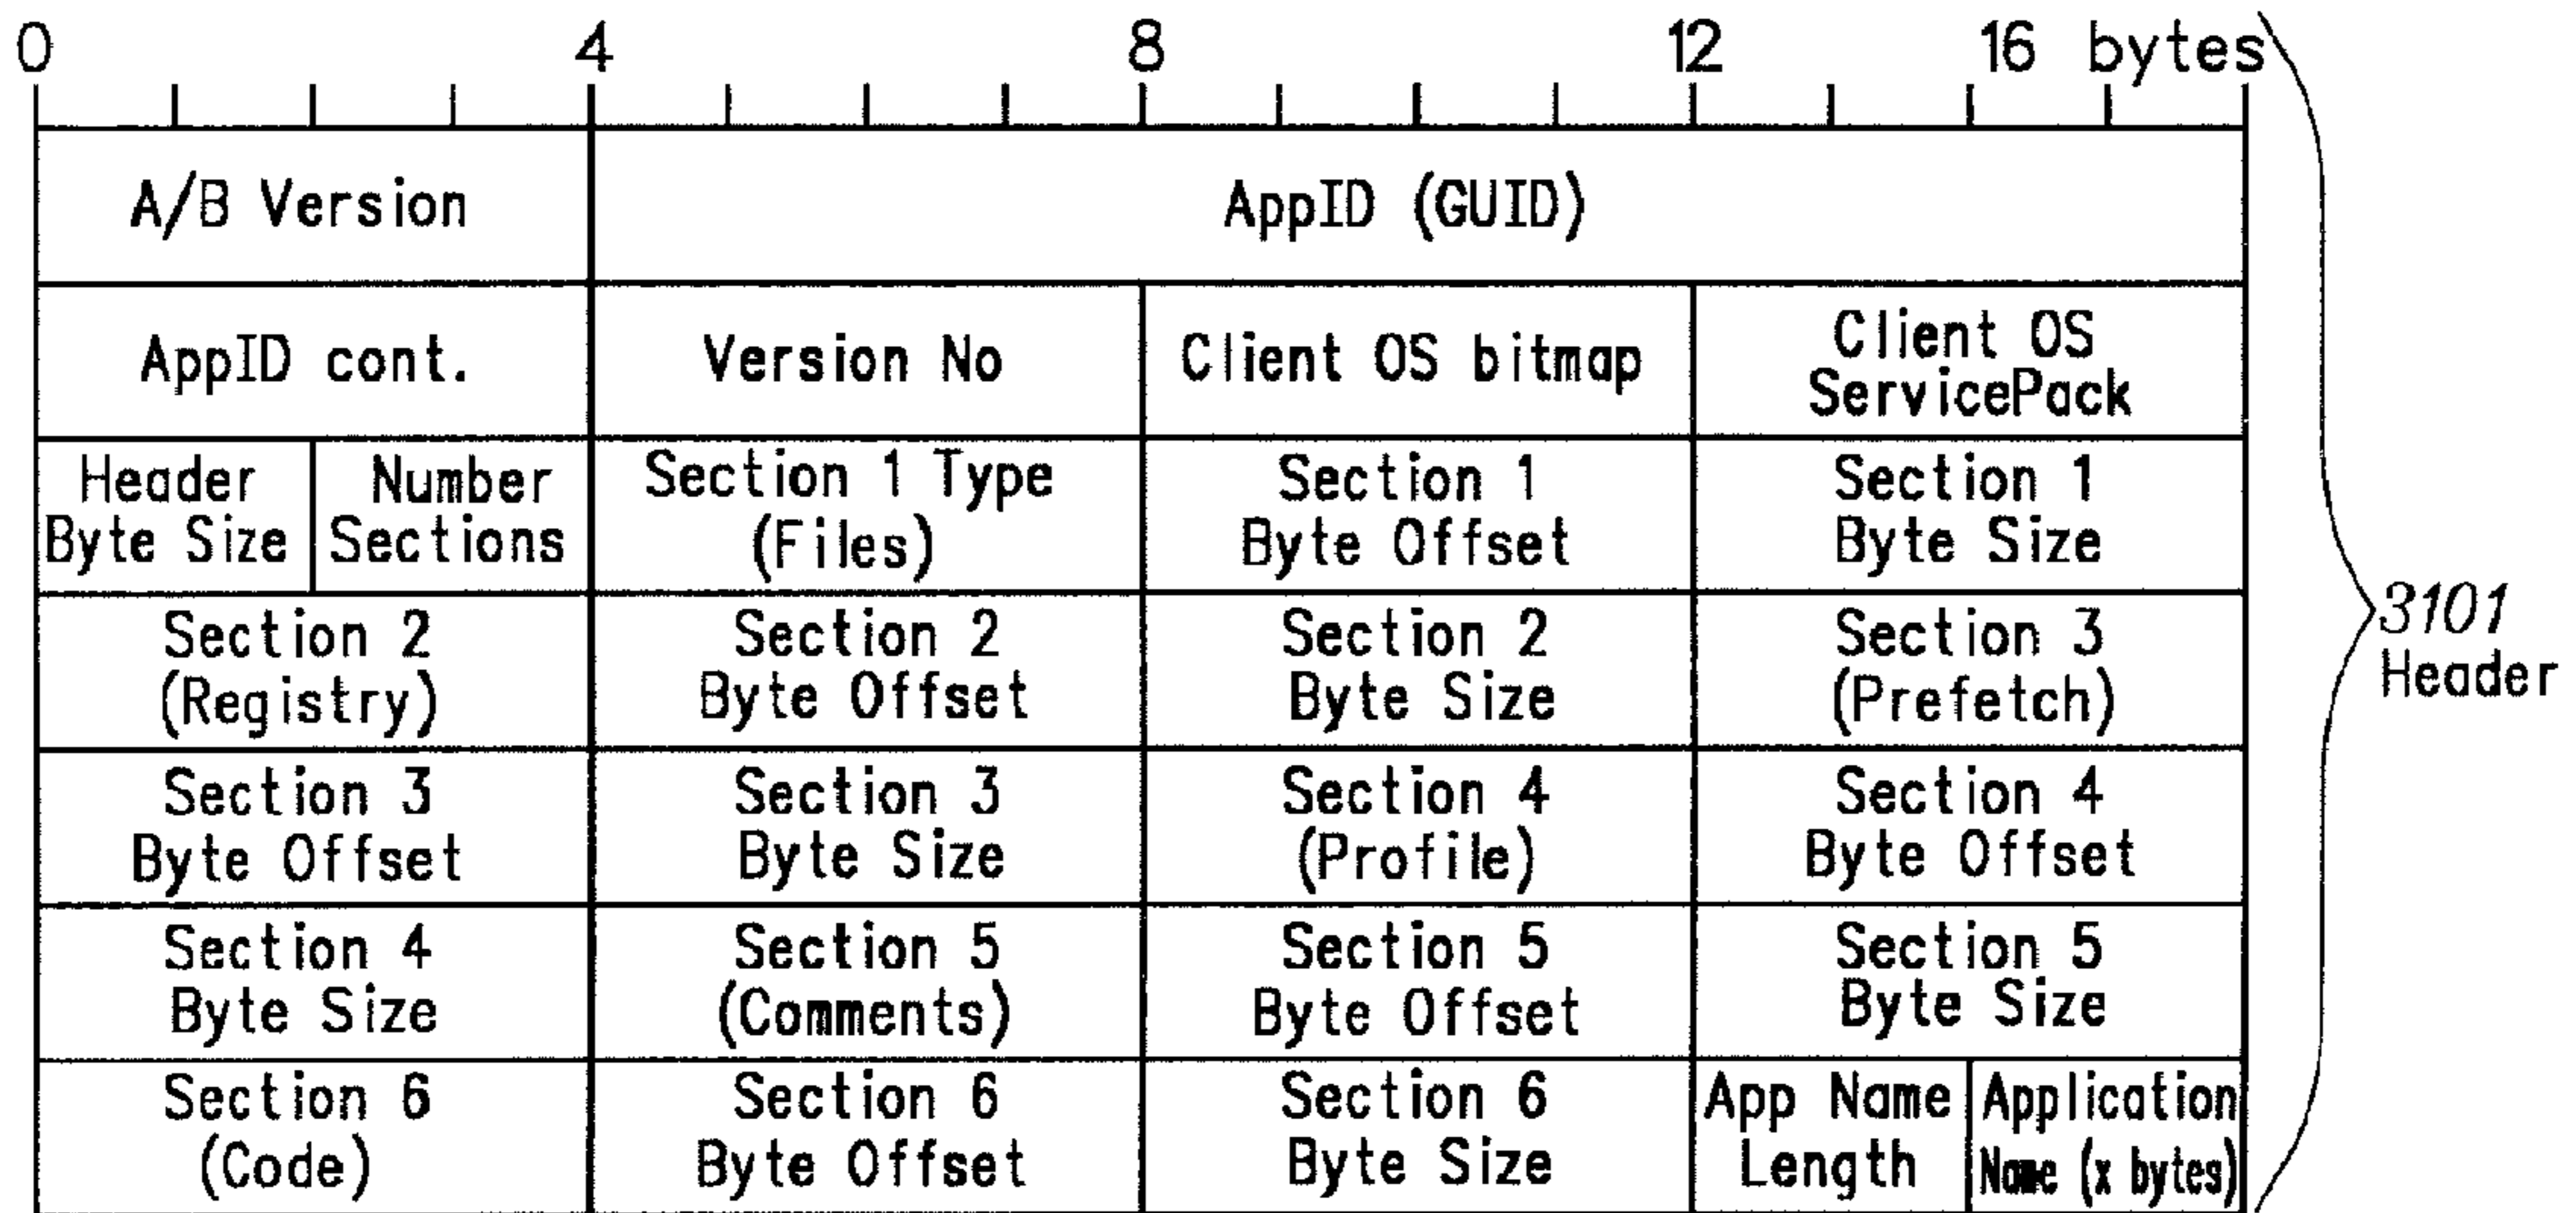 0 4 8 12 16 bytes
A/B Version
AppID (GUID)
AppID cont.
Version No
Client OS bitmap
Client OS
ServicePack
Header
Byte Size
Number
Sections
Section 1 Type
(Files)
Section 1
Byte Offset
Section 1
Byte Size
Section 2
(Registry)
Section 2
Byte Offset
Section 2
Byte Size
Section 3
(Prefetch)
Section 3
Byte Offset
Section 3
Byte Size
Section 4
(Profile)
Section 4
Byte Offset
Section 4
Byte Size
Section 5
(Comments)
Section 5
Byte Offset
Section 5
Byte Size
Section 6
(Code)
Section 6
Byte Offset
Section 6
Byte Size
App Name
Length
Application
Name (x bytes)
3101
Header